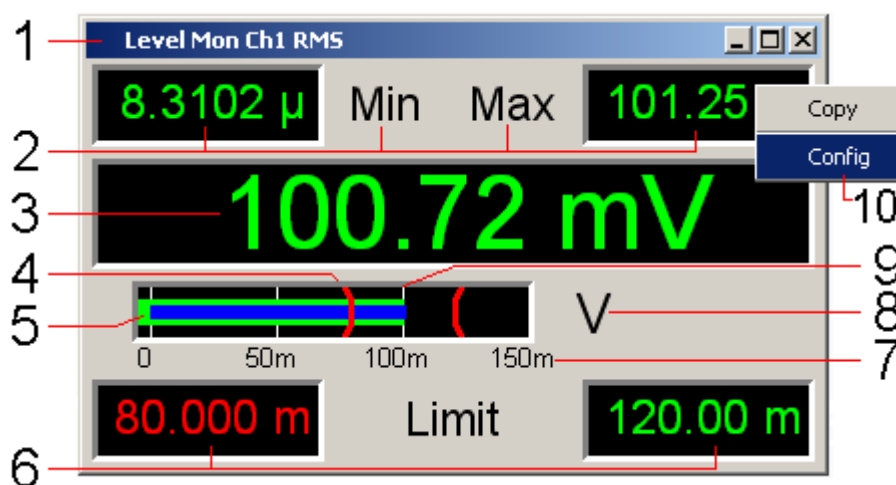 1 Level Mon Ch1 RMS
8.3102 µ Min Max 101.25
Copy
Config
2
10
3 100.72 mV
4
9
5
V
8
0 50m 100m 150m
7
80.000 m Limit 120.00 m
6